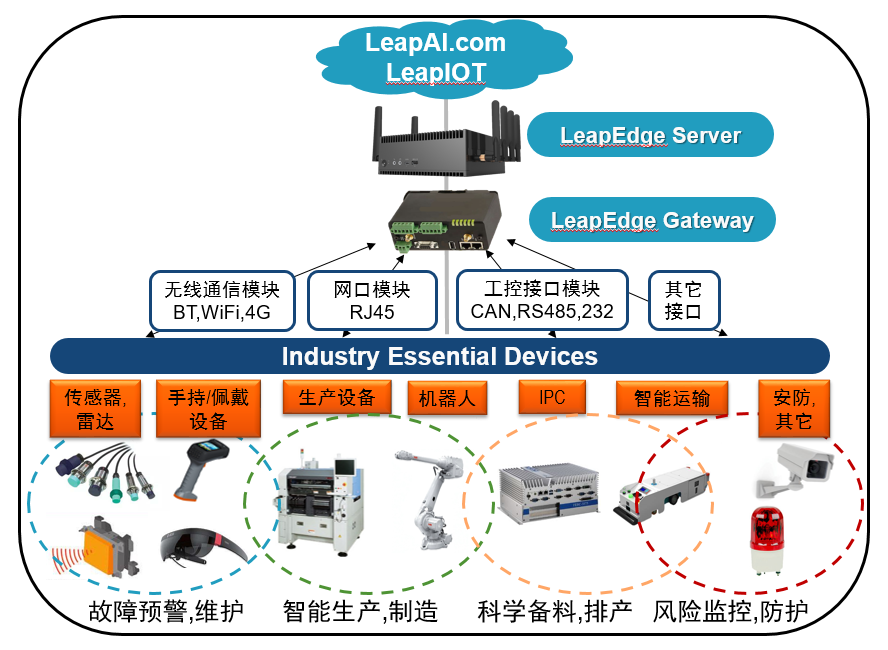 LeapAI.com
LeapIOT
LeapEdge Server
LeapEdge Gateway
无线通信模块
BT,WiFi,4G
网口模块
RJ45
工控接口模块
CAN,RS485,232
其它
接口
Industry Essential Devices
传感器,
雷达
手持/佩戴
设备
生产设备
机器人
IPC
智能运输
安防,
其它
故障预警,维护
智能生产,制造
科学备料,排产
风险监控,防护